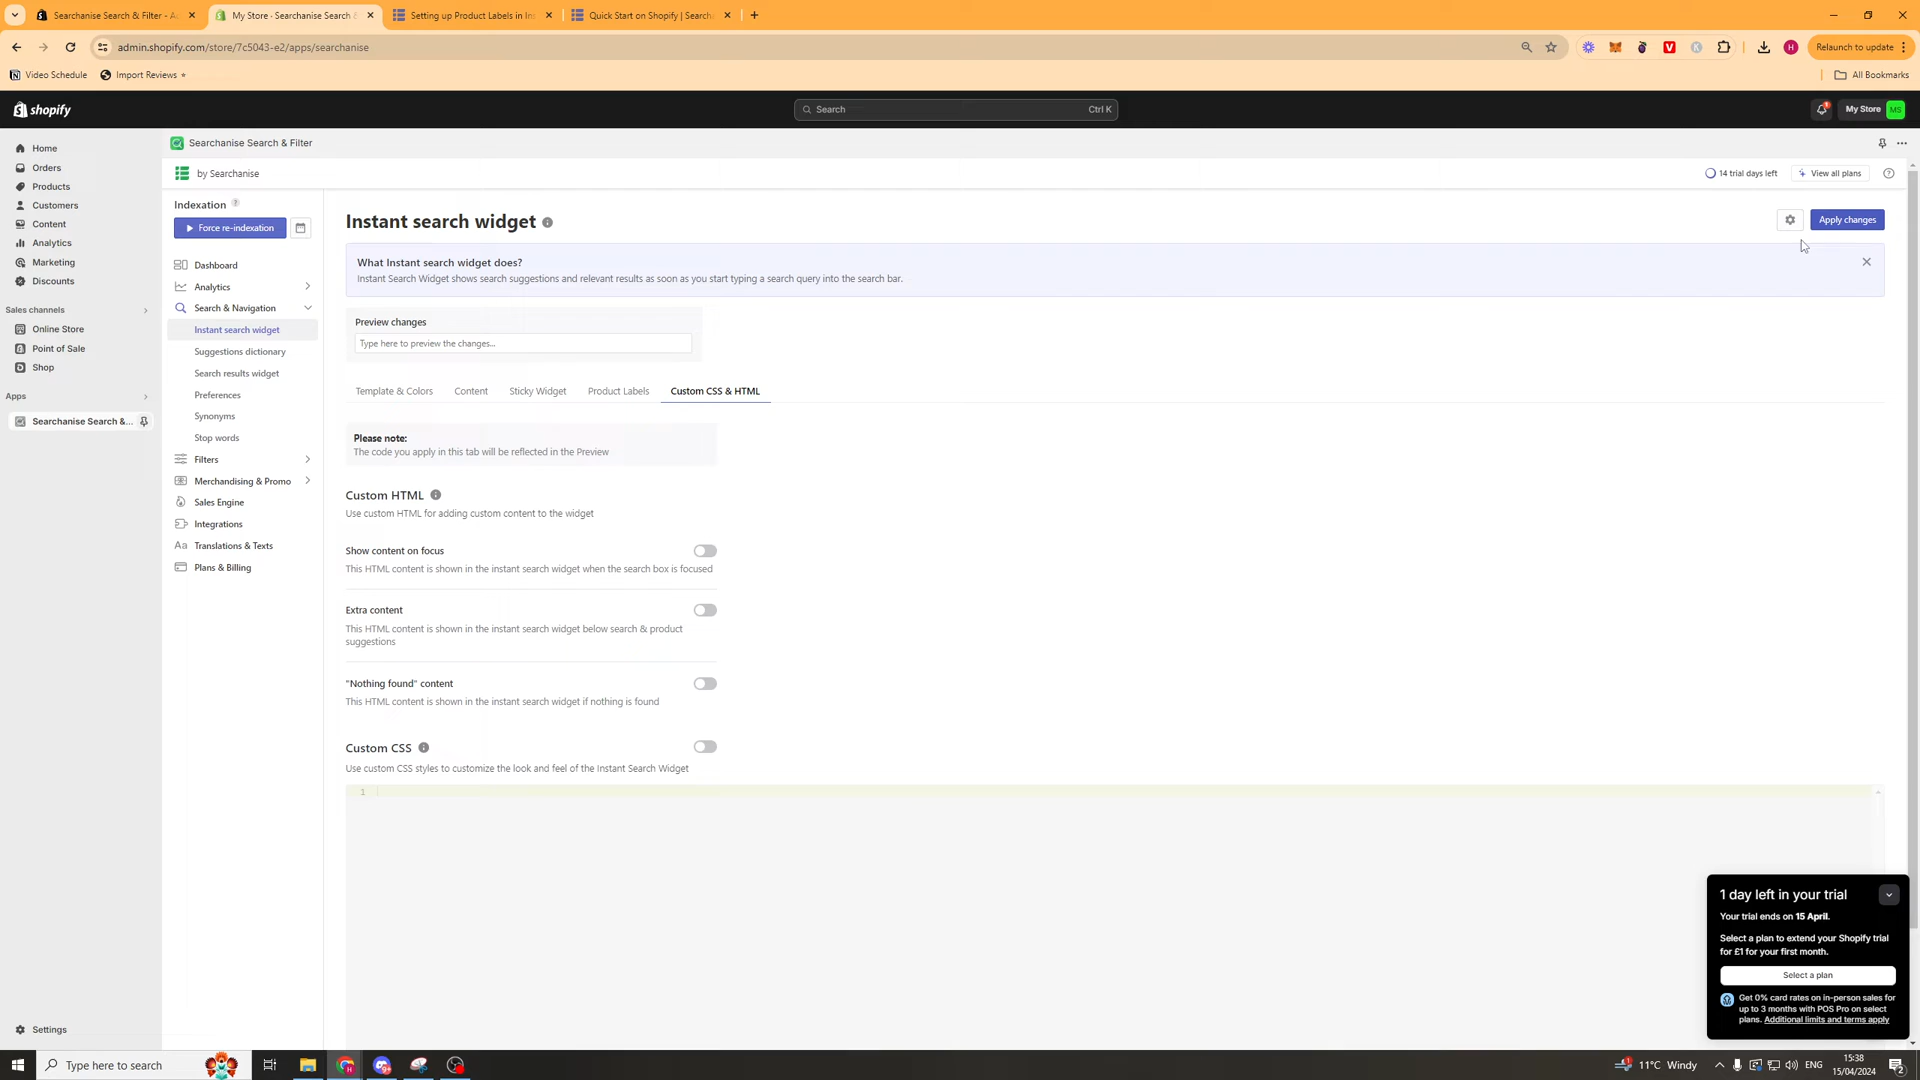 Searchanise Search & Filter - A
My Store · Searchanise Search &
Setting up Product Labels in Ins
Quick Start on Shopify | Search
admin.shopify.com/store/7c5043-e2/apps/searchanise
Relaunch to update
Video Schedule
Import Reviews
All Bookmarks
shopify
Search
Ctrl K
My Store
MS
Home
Orders
Products
Customers
Content
Analytics
Marketing
Discounts
Sales channels
Online Store
Point of Sale
Shop
Apps
Searchanise Search &...
Settings
Searchanise Search & Filter
by Searchanise
14 trial days left
View all plans
Indexation
Force re-indexation
Dashboard
Analytics
Search & Navigation
Instant search widget
Suggestions dictionary
Search results widget
Preferences
Synonyms
Stop words
Filters
Merchandising & Promo
Sales Engine
Integrations
Aa Translations & Texts
Plans & Billing
Instant search widget
Apply changes
What Instant search widget does?
Instant Search Widget shows search suggestions and relevant results as soon as you start typing a search query into the search bar.
Preview changes
Type here to preview the changes...
Template & Colors
Content
Sticky Widget
Product Labels
Custom CSS & HTML
Please note:
The code you apply in this tab will be reflected in the Preview
Custom HTML
Use custom HTML for adding custom content to the widget
Show content on focus
This HTML content is shown in the instant search widget when the search box is focused
Extra content
This HTML content is shown in the instant search widget below search & product
suggestions
"Nothing found" content
This HTML content is shown in the instant search widget if nothing is found
Custom CSS
Use custom CSS styles to customize the look and feel of the Instant Search Widget
1
1 day left in your trial
Your trial ends on 15 April.
Select a plan to extend your Shopify trial
for £1 for your first month.
Select a plan
Get 0% card rates on in-person sales for
up to 3 months with POS Pro on select
plans. Additional limits and terms apply
Type here to search
11°C Windy
ENG
15:38
15/04/2024